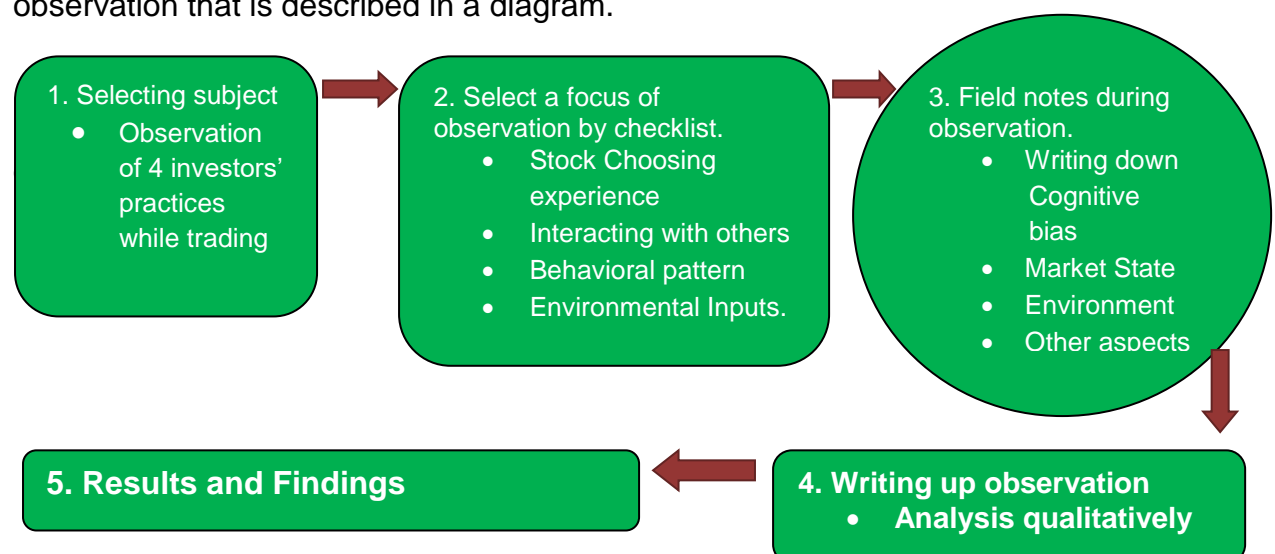 observation that is described in a diagram.
1. Selecting subject
• Observation
of 4 investors’
practices
while trading
2. Select a focus of
observation by checklist.
• Stock Choosing
experience
• Interacting with others
• Behavioral pattern
• Environmental Inputs.
3. Field notes during
observation.
• Writing down
Cognitive
bias
• Market State
• Environment
• Other aspects
4. Writing up observation
• Analysis qualitatively
5. Results and Findings